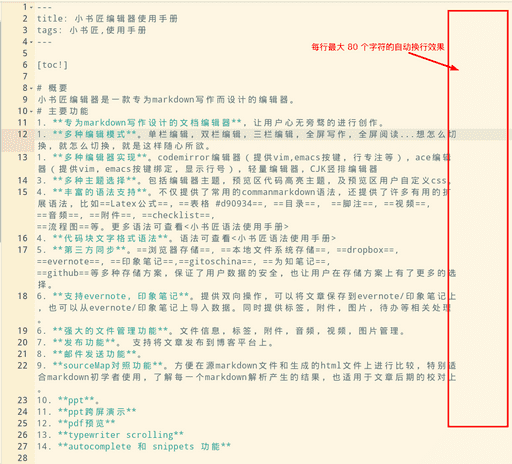 1 ---
2 title: 小书匠编辑器使用手册
3 tags: 小书匠,使用手册
4 ---
5
6 [toc!]
7
8 # 概要
9 小书匠编辑器是一款专为markdown写作而设计的编辑器。
10 # 主要功能
11 1. **专为markdown写作设计的文档编辑器**，让用户心无旁骛的进行创作。
12 1. **多种编辑模式**。单栏编辑，双栏编辑，三栏编辑，全屏写作，全屏阅读...想怎么切
换，就怎么切换，就是这样随心所欲。
13 1. **多种编辑器实现**。codemirror编辑器（提供vim,emacs按键，行专注等），ace编辑
器（提供vim, emacs按键绑定，显示行号），轻量编辑器，CJK竖排编辑器
14 3. **多种主题选择**。包括编辑器主题，预览区代码高亮主题，及预览区用户自定义css。
15 4. **丰富的语法支持**。不仅提供了常用的commanmark语法，还提供了许多有用的扩
展语法，比如==Latex公式==，==表格 #d90934==，==目录==， ==脚注==，==视频==，
==音频==，==附件==，==checklist==，
==流程图==等。更多语法可查看<小书匠语法使用手册>
16 4. **代码块文字格式语法**。语法可查看<小书匠语法使用手册>
17 5. **第三方同步**。==浏览器存储==，==本地文件系统存储==，==dropbox==，
==evernote==，==印象笔记==,==gitoschina==，==为知笔记==，
==github==等多种存储方案，保证了用户数据的安全，也让用户在存储方案上有了更多的选
择。
18 6. **支持evernote，印象笔记**。提供双向操作，可以将文章保存到evernote/印象笔记上
，也可以从evernote/印象笔记上导入数据。同时提供标签，附件，图片，待办等相关处理
。
19 6. **强大的文件管理功能**。文件信息，标签，附件，音频，视频，图片管理。
20 7. **发布功能**。 支持将文章发布到博客平台上。
21 8. **邮件发送功能**。
22 9. **sourceMap对照功能**。方便在源markdown文件和生成的html文件上进行比较，特别适
合markdown初学者使用，了解每一个markdown解析产生的结果，也适用于文章后期的校对上
。
23 10. **ppt**。
24 11. **ppt跨屏演示**
25 12. **pdf预览**
26 13. **typewriter scrolling**
27 14. **autocomplete 和 snippets 功能**
28
每行最大 80 个字符的自动换行效果